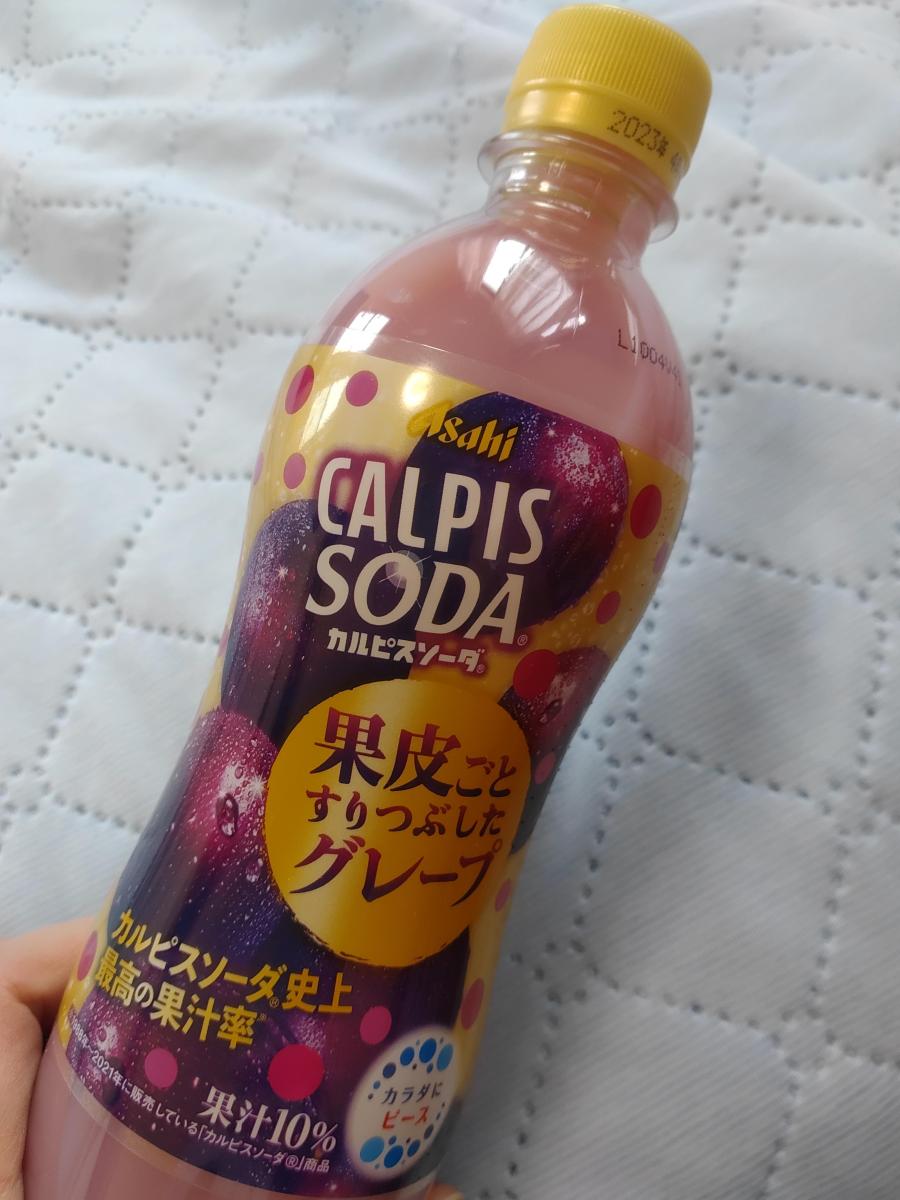 2023年 4
L10040
Asahi
CALPIS
SODA®
カルピスソーダ®
果皮ごと
すりつぶした
グレープ
カルピスソーダ®史上
最高の果汁率※
年~2021年に販売している「カルピスソーダ®」商品
果汁10%
カラダに
ピース